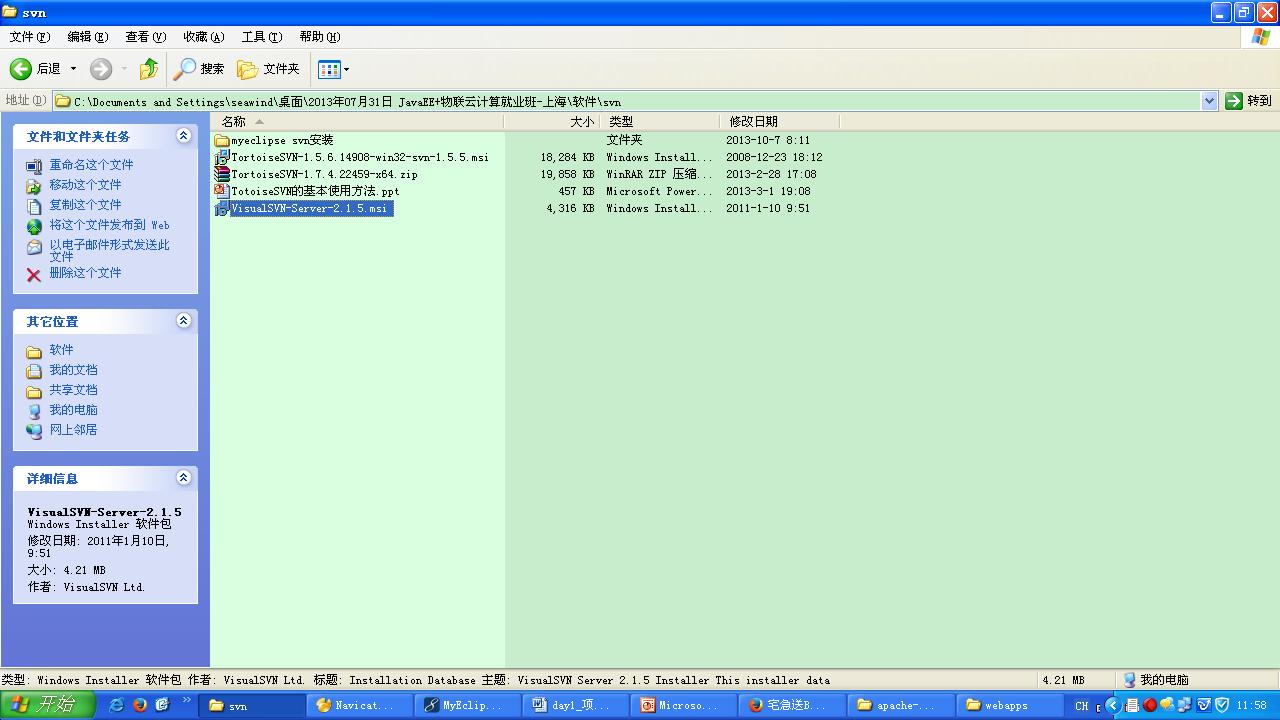 svn
文件(F) 编辑(E) 查看(V) 收藏(A) 工具(T) 帮助(H)
后退 搜索 文件夹
地址(D) C:\Documents and Settings\seawind\桌面\2013年07月31日 JavaEE+物联云计算就业班-上海\软件\svn 转到
文件和文件夹任务
重命名这个文件
移动这个文件
复制这个文件
将这个文件发布到 Web
以电子邮件形式发送此
文件
删除这个文件
其它位置
软件
我的文档
共享文档
我的电脑
网上邻居
详细信息
VisualSVN-Server-2.1.5
Windows Installer 软件包
修改日期: 2011年1月10日,
9:51
大小: 4.21 MB
作者: VisualSVN Ltd.
名称 大小 类型 修改日期
myeclipse svn安装 文件夹 2013-10-7 8:11
TortoiseSVN-1.5.6.14908-win32-svn-1.5.5.msi 18,284 KB Windows Install... 2008-12-23 18:12
TortoiseSVN-1.7.4.22459-x64.zip 19,858 KB WinRAR ZIP 压缩... 2013-2-28 17:08
TotoiseSVN的基本使用方法.ppt 457 KB Microsoft Power... 2013-3-1 19:08
VisualSVN-Server-2.1.5.msi 4,316 KB Windows Install... 2011-1-10 9:51
类型: Windows Installer 软件包 作者: VisualSVN Ltd. 标题: Installation Database 主题: VisualSVN Server 2.1.5 Installer This installer data 4.21 MB 我的电脑
开始 svn Navicat... MyEclip... day1_项... Microso... 宅急送B... apache-... webapps CH 11:58